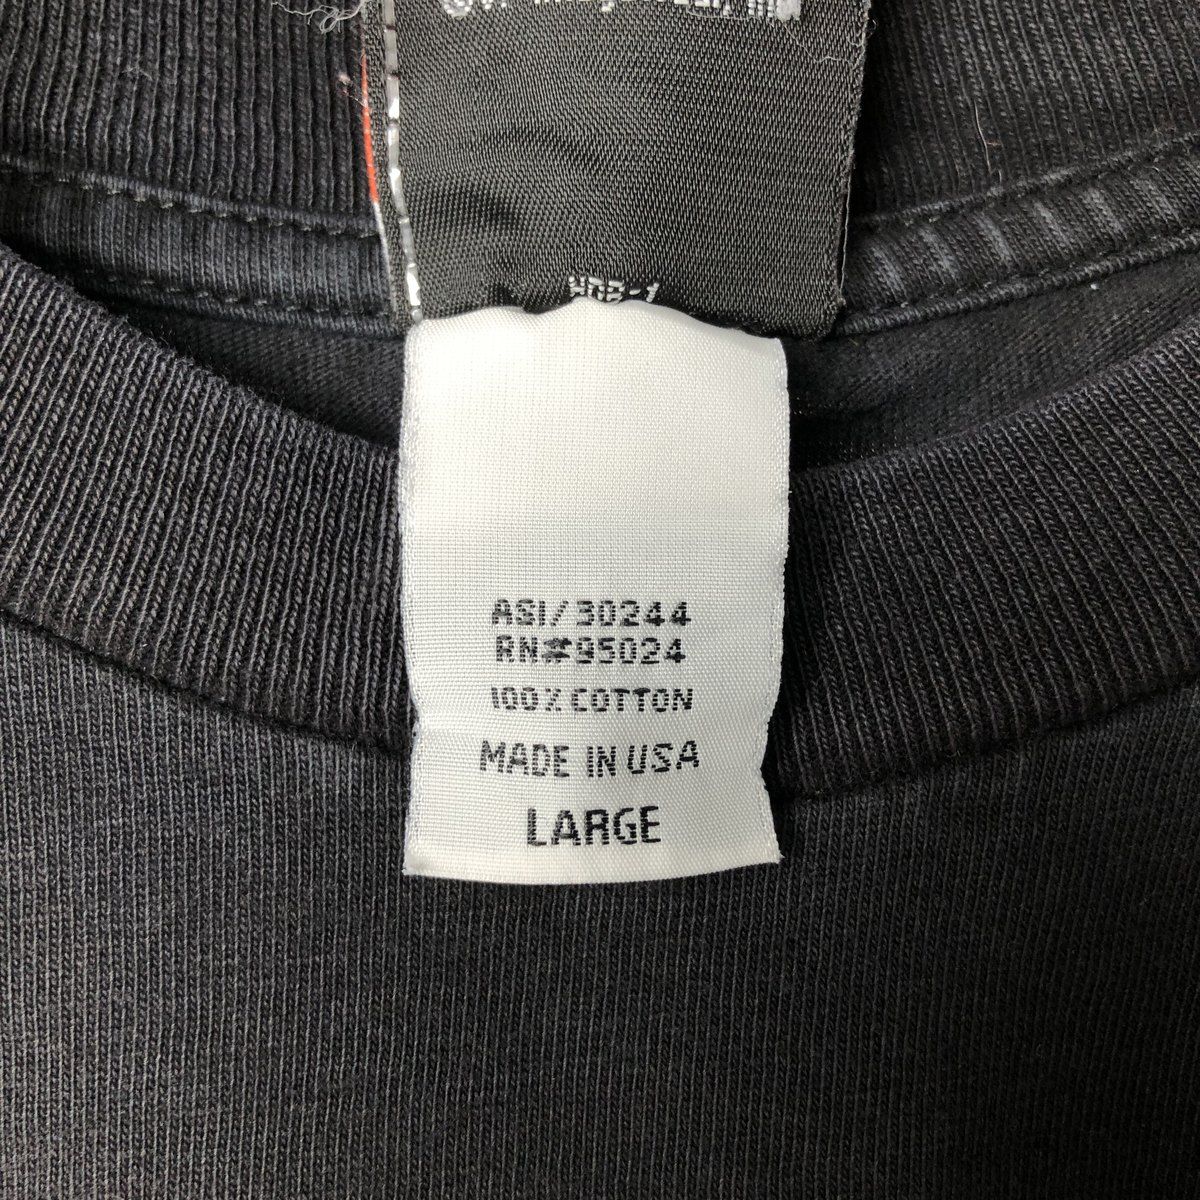 ASI/30244
RN#95024
100% COTTON
MADE IN USA
LARGE